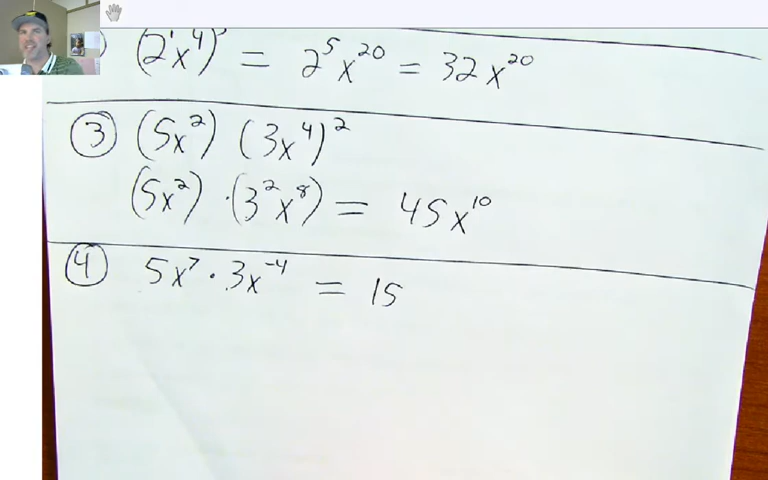 (2¹x⁴)⁵ = 2⁵x²⁰ = 32x²⁰
③ (5x²) (3x⁴)²
(5x²) · (3²x⁸) = 45x¹⁰
④ 5x⁷ · 3x⁻⁴ = 15